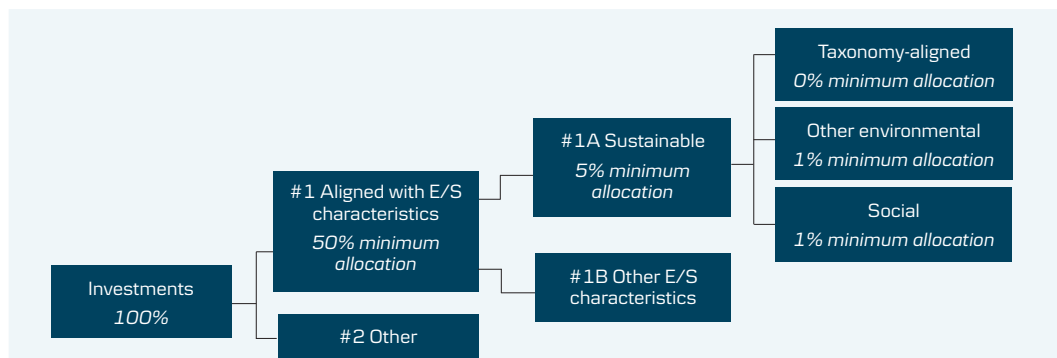 Investments
100%
#1 Aligned with E/S
characteristics
50% minimum
allocation
#2 Other
#1A Sustainable
5% minimum
allocation
#1B Other E/S
characteristics
Taxonomy-aligned
0% minimum allocation
Other environmental
1% minimum allocation
Social
1% minimum allocation